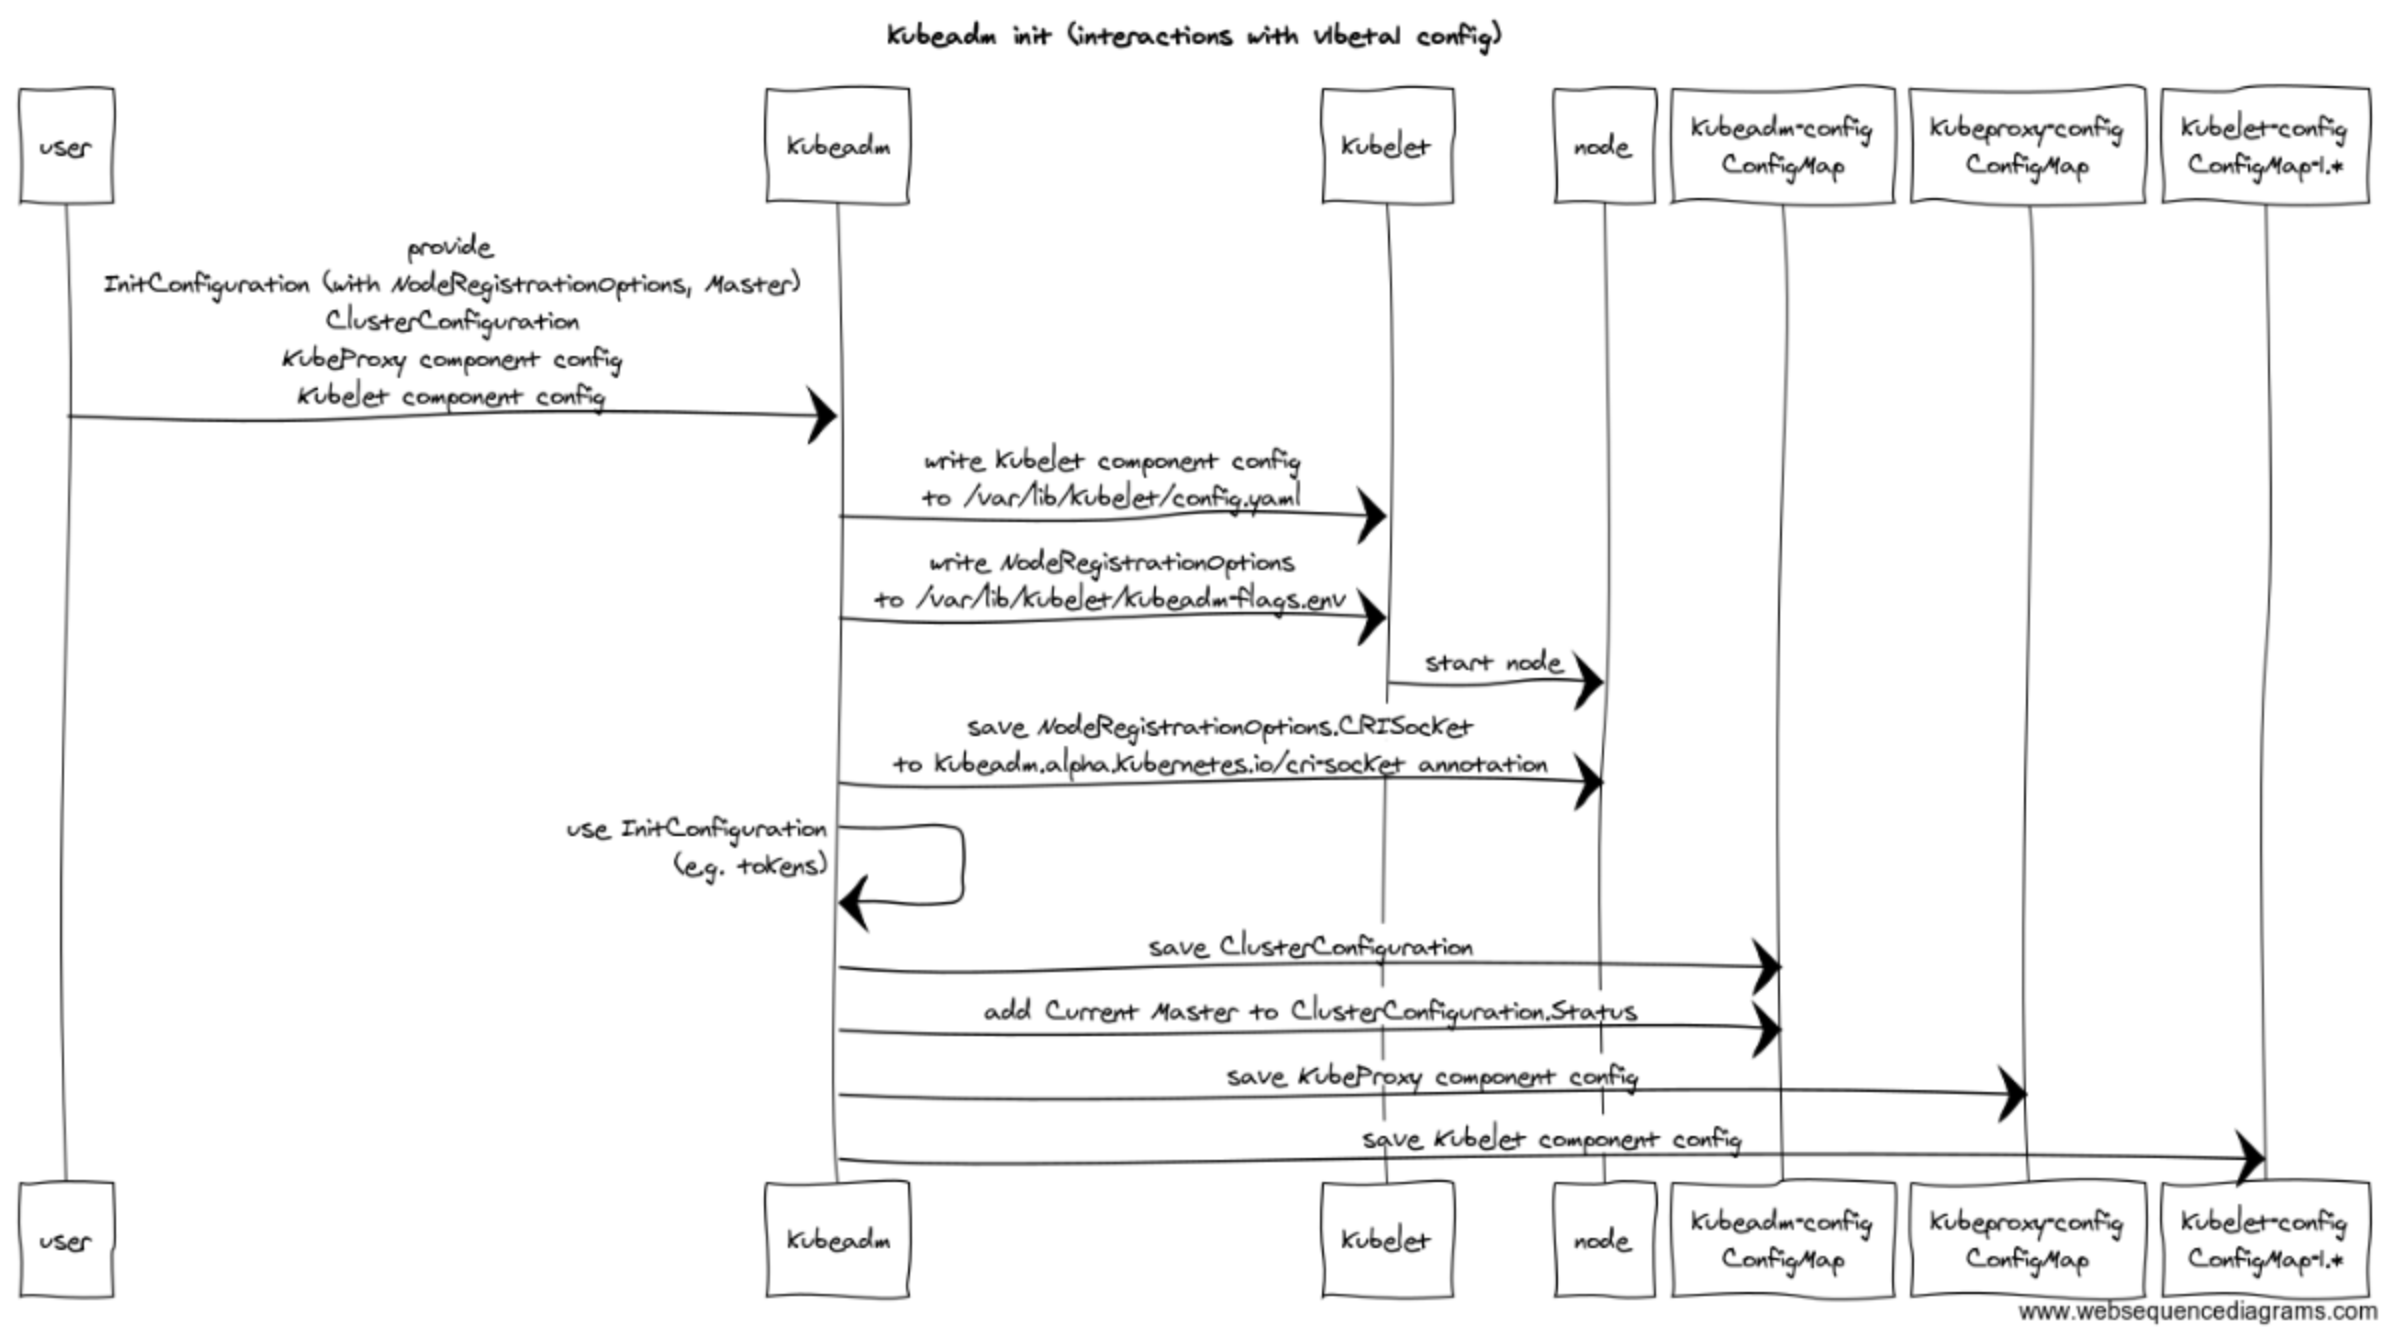 Kubeadm init (interactions with v1beta1 config)
user
Kubeadm
Kubelet
node
Kubeadm-config
ConfigMap
Kubeproxy-config
ConfigMap
Kubelet-config
ConfigMap-1.*
provide
InitConfiguration (with NodeRegistrationOptions, Master)
ClusterConfiguration
KubeProxy component config
Kubelet component config
write Kubelet component config
to /var/lib/Kubelet/config.yaml
write NodeRegistrationOptions
to /var/lib/Kubelet/Kubeadm-flags.env
start node
save NodeRegistrationOptions.CRISocket
to Kubeadm.alpha.Kubernetes.io/cri-socket annotation
use InitConfiguration
(e.g. tokens)
save ClusterConfiguration
add Current Master to ClusterConfiguration.Status
save KubeProxy component config
save Kubelet component config
user
Kubeadm
Kubelet
node
Kubeadm-config
ConfigMap
Kubeproxy-config
ConfigMap
Kubelet-config
ConfigMap-1.*
www.websequencediagrams.com